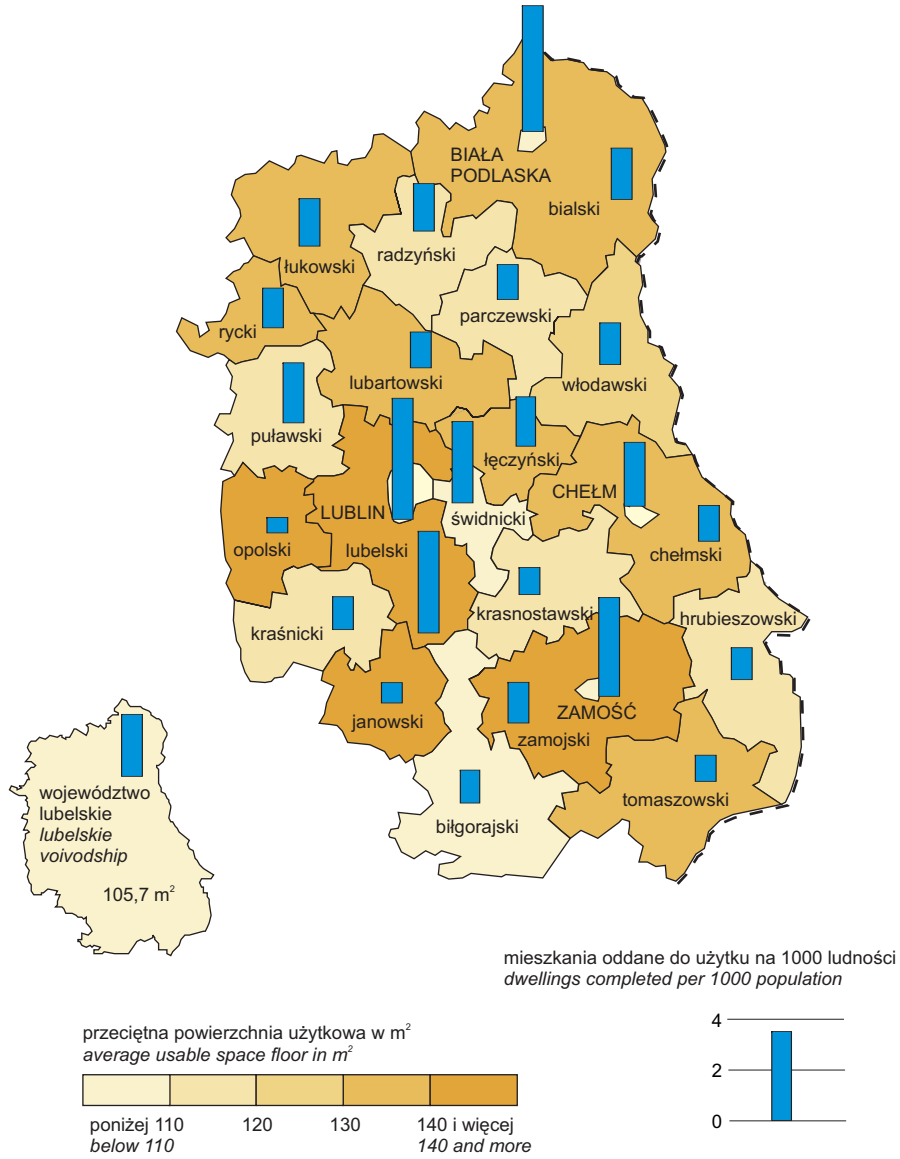 BIAŁA
PODLASKA
bialski
radzyński
łukowski
parczewski
rycki
lubartowski
włodawski
puławski
łęczyński
CHEŁM
LUBLIN
świdnicki
opolski
lubelski
chełmski
krasnostawski
hrubieszowski
kraśnicki
janowski
ZAMOŚĆ
zamojski
tomaszowski
biłgorajski
województwo
lubelskie
lubelskie
voivodship
105,7 m²
mieszkania oddane do użytku na 1000 ludności
dwellings completed per 1000 population
4
2
0
przeciętna powierzchnia użytkowa w m²
average usable space floor in m²
poniżej 110 120 130 140 i więcej
below 110 140 and more